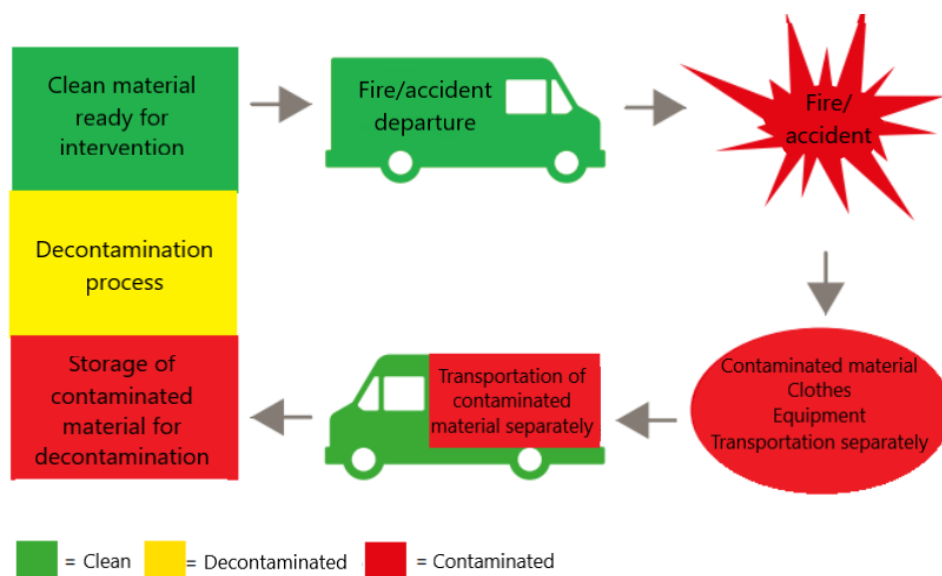 Clean material
ready for
intervention
Fire/accident
departure
Fire/
accident
Decontamination
process
Storage of
contaminated
material for
decontamination
Transportation of
contaminated
material separately
Contaminated material
Clothes
Equipment
Transportation separately
= Clean
= Decontaminated
= Contaminated